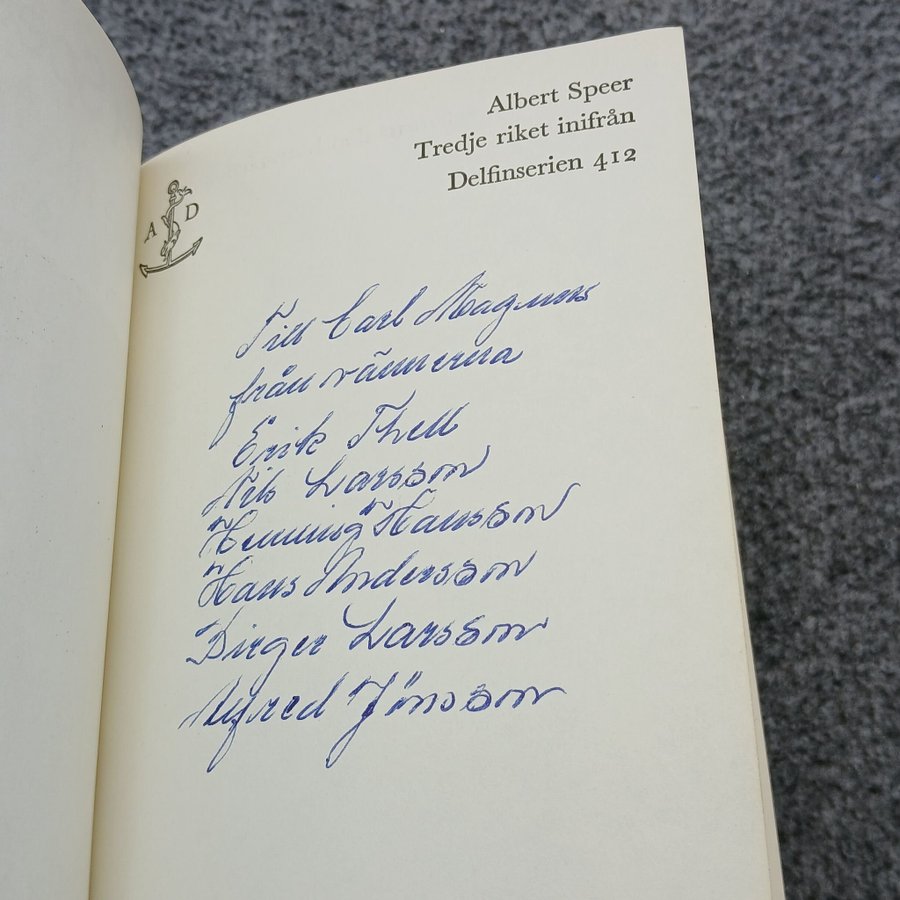 Albert Speer
Tredje riket inifrån
Delfinserien 412
A D
Till Carl Magnus
från vännerna
Erik Thell
Nils Larsson
Henning Hansson
Hans Andersson
Birger Larsson
Alfred Jönsson